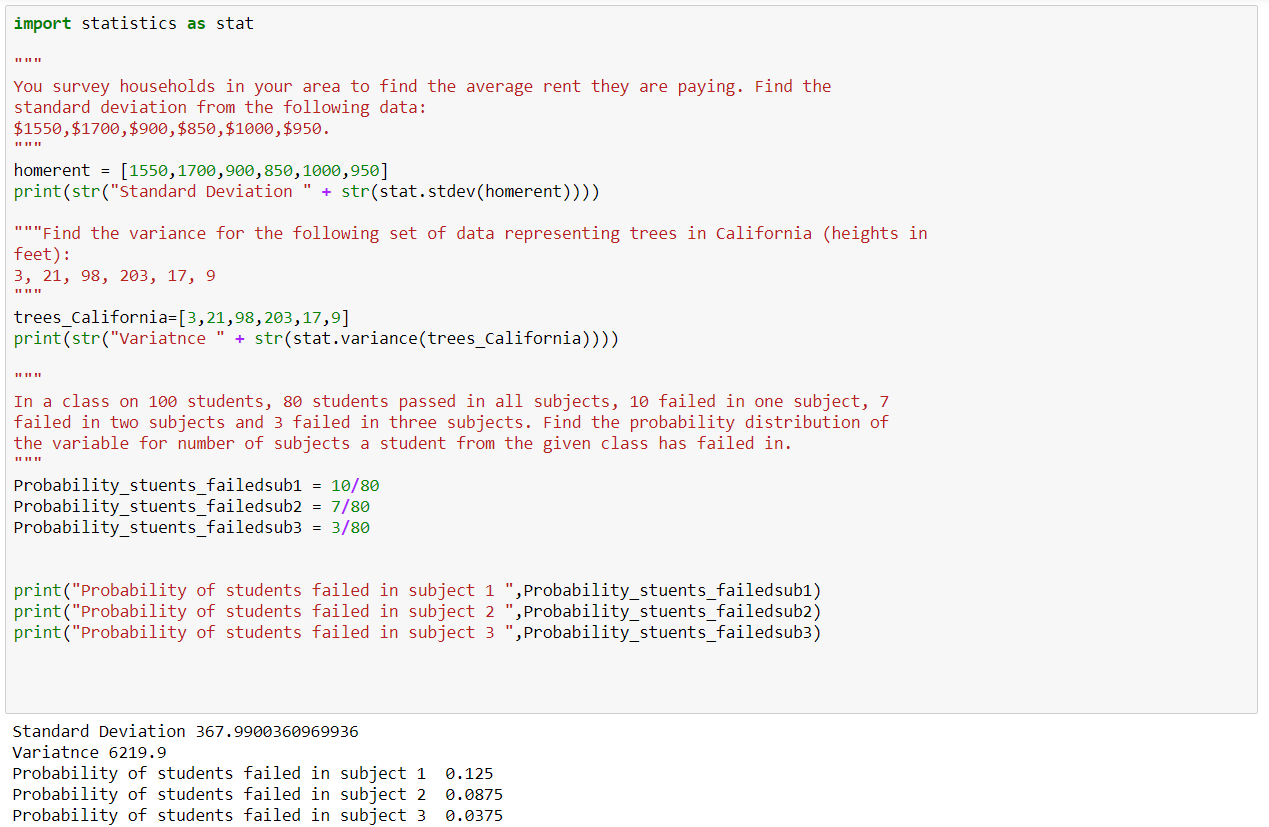 import statistics as stat
"""
You survey households in your area to find the average rent they are paying. Find the
standard deviation from the following data:
$1550,$1700,$900,$850,$1000,$950.
"""
homerent = [1550,1700,900,850,1000,950]
print(str("Standard Deviation " + str(stat.stdev(homerent))))
"""Find the variance for the following set of data representing trees in California (heights in
feet):
3, 21, 98, 203, 17, 9
"""
trees_California=[3,21,98,203,17,9]
print(str("Variatnce " + str(stat.variance(trees_California))))
"""
In a class on 100 students, 80 students passed in all subjects, 10 failed in one subject, 7
failed in two subjects and 3 failed in three subjects. Find the probability distribution of
the variable for number of subjects a student from the given class has failed in.
"""
Probability_stuents_failedsub1 = 10/80
Probability_stuents_failedsub2 = 7/80
Probability_stuents_failedsub3 = 3/80
print("Probability of students failed in subject 1 ",Probability_stuents_failedsub1)
print("Probability of students failed in subject 2 ",Probability_stuents_failedsub2)
print("Probability of students failed in subject 3 ",Probability_stuents_failedsub3)
Standard Deviation 367.9900360969936
Variatnce 6219.9
Probability of students failed in subject 1  0.125
Probability of students failed in subject 2  0.0875
Probability of students failed in subject 3  0.0375